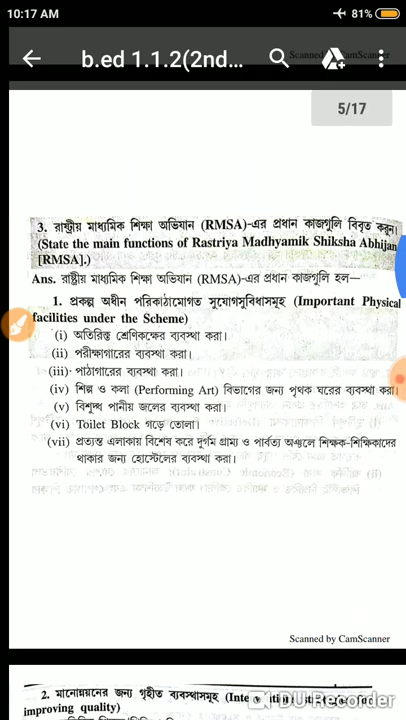 10:17 AM 81%
Scanned by CamScanner
b.ed 1.1.2(2nd...
5/17
3. রাষ্ট্রীয় মাধ্যমিক শিক্ষা অভিযান (RMSA)-এর প্রধান কাজগুলি বিবৃত করুন।
(State the main functions of Rastriya Madhyamik Shiksha Abhijan
[RMSA].)
Ans. রাষ্ট্রীয় মাধ্যমিক শিক্ষা অভিযান (RMSA)-এর প্রধান কাজগুলি হল—
1. প্রকল্প অধীন পরিকাঠামোগত সুযোগসুবিধাসমূহ (Important Physical
facilities under the Scheme)
(i) অতিরিক্ত শ্রেণিকক্ষের ব্যবস্থা করা।
(ii) পরীক্ষাগারের ব্যবস্থা করা।
(iii) পাঠাগারের ব্যবস্থা করা।
(iv) শিল্প ও কলা (Performing Art) বিভাগের জন্য পৃথক ঘরের ব্যবস্থা করা।
(v) বিশুদ্ধ পানীয় জলের ব্যবস্থা করা।
(vi) Toilet Block গড়ে তোলা।
(vii) প্রত্যন্ত এলাকায় বিশেষ করে দুর্গম গ্রাম্য ও পার্বত্য অঞ্চলে শিক্ষক-শিক্ষিকাদের
থাকার জন্য হোস্টেলের ব্যবস্থা করা।
Scanned by CamScanner
2. মানোন্নয়নের জন্য গৃহীত ব্যবস্থাসমূহ
improving quality)
DU Recorder